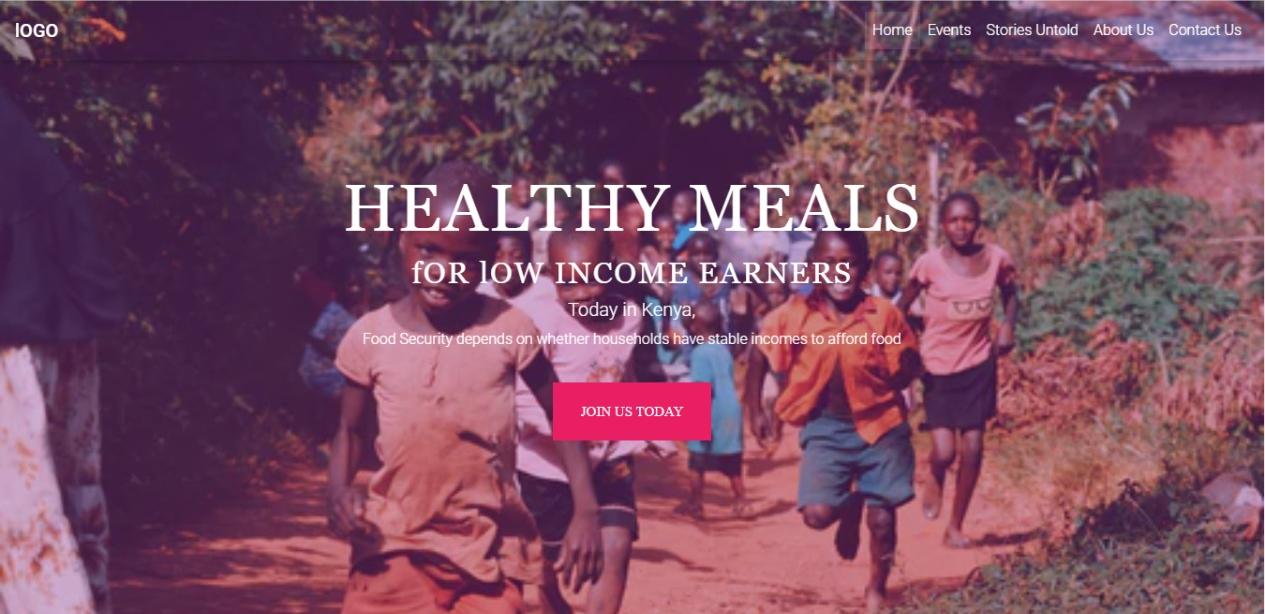 lOGO
Home Events Stories Untold About Us Contact Us
HEALTHY MEALS
fOR lOW INCOME EARNERS
Today in Kenya,
Food Security depends on whether households have stable incomes to afford food
JOIN US TODAY